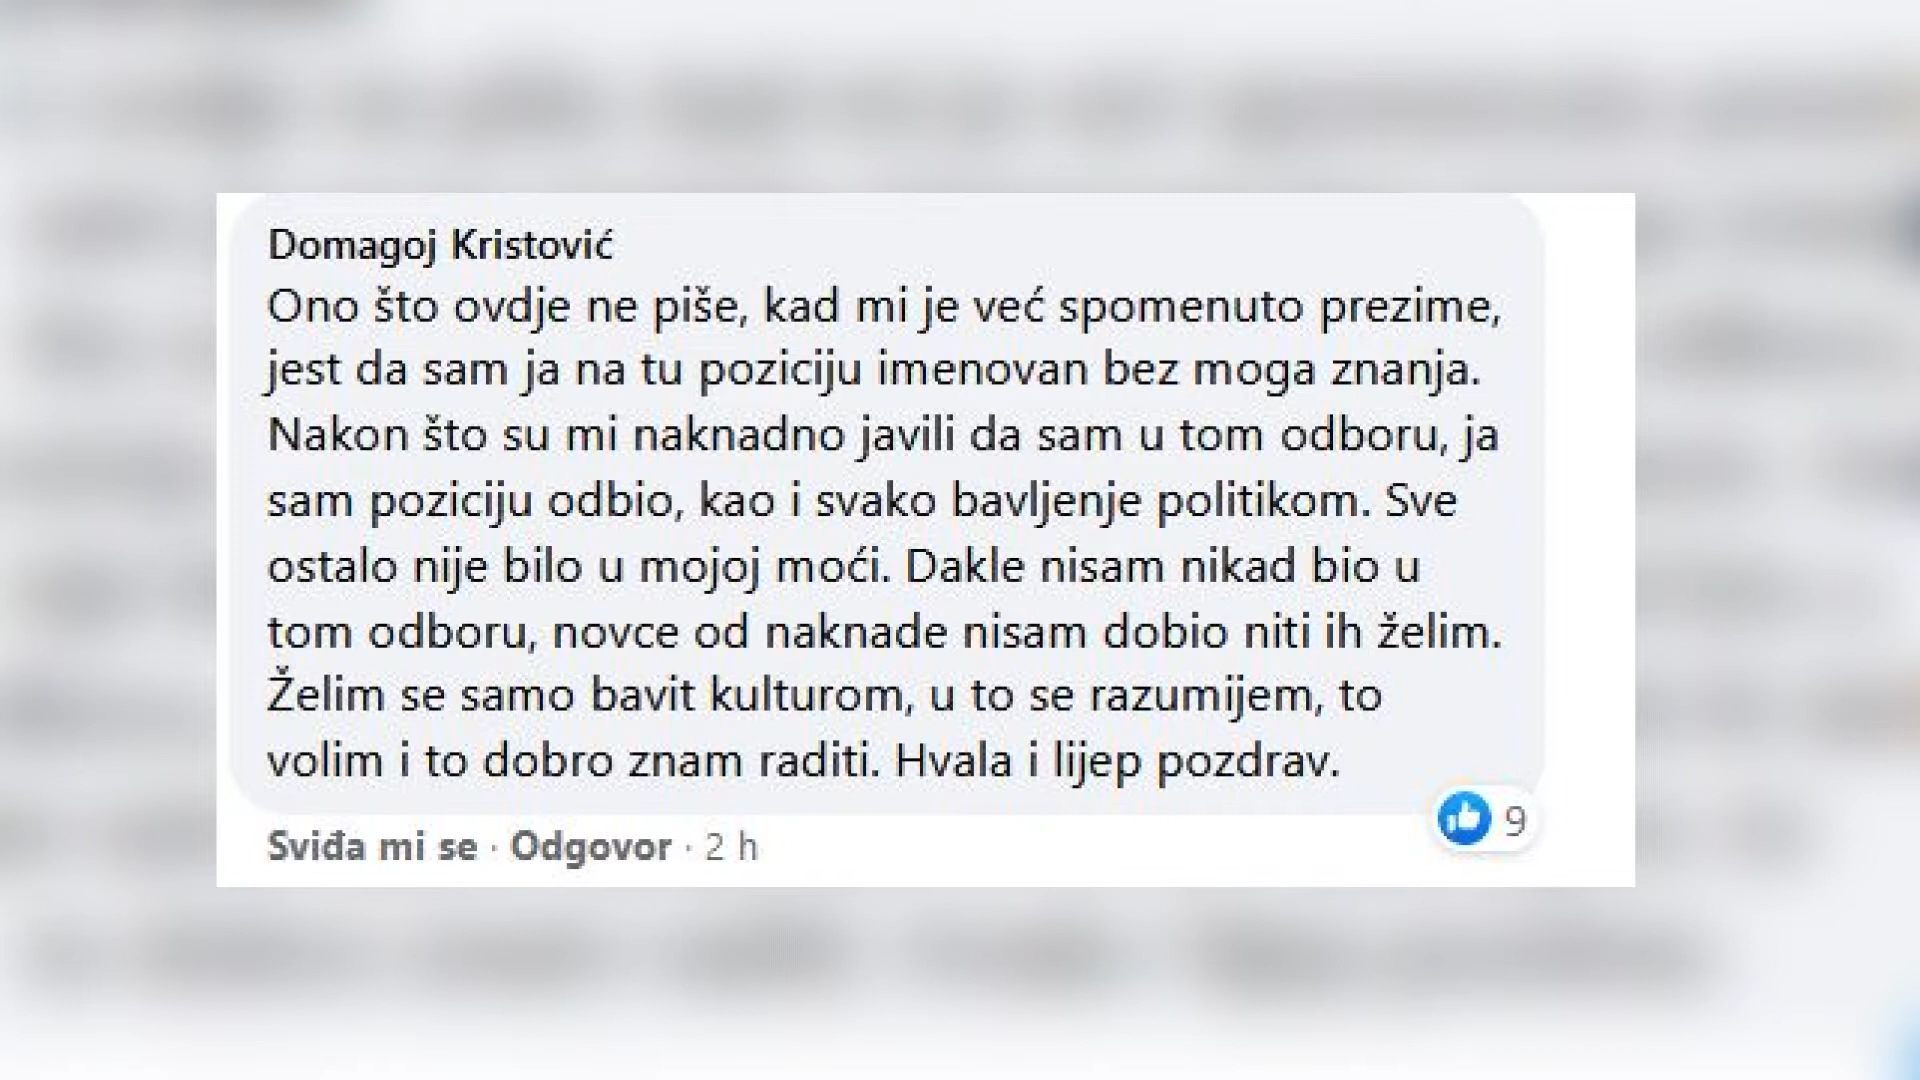 Domagoj Kristović
Ono što ovdje ne piše, kad mi je već spomenuto prezime,
jest da sam ja na tu poziciju imenovan bez moga znanja.
Nakon što su mi naknadno javili da sam u tom odboru, ja
sam poziciju odbio, kao i svako bavljenje politikom. Sve
ostalo nije bilo u mojoj moći. Dakle nisam nikad bio u
tom odboru, novce od naknade nisam dobio niti ih želim.
Želim se samo bavit kulturom, u to se razumijem, to
volim i to dobro znam raditi. Hvala i lijep pozdrav.
9
Sviđa mi se · Odgovor · 2 h